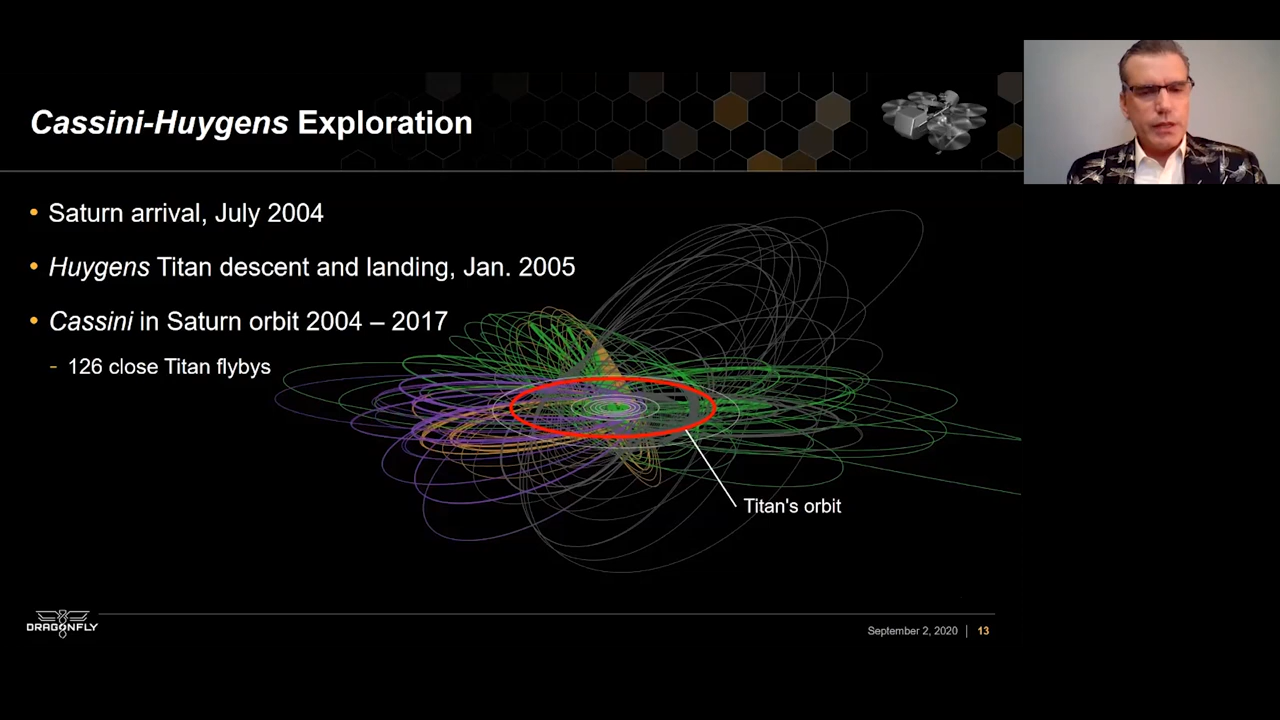 Cassini-Huygens Exploration
• Saturn arrival, July 2004
• Huygens Titan descent and landing, Jan. 2005
• Cassini in Saturn orbit 2004 – 2017
- 126 close Titan flybys
Titan's orbit
DRAGONFLY
September 2, 2020 | 13